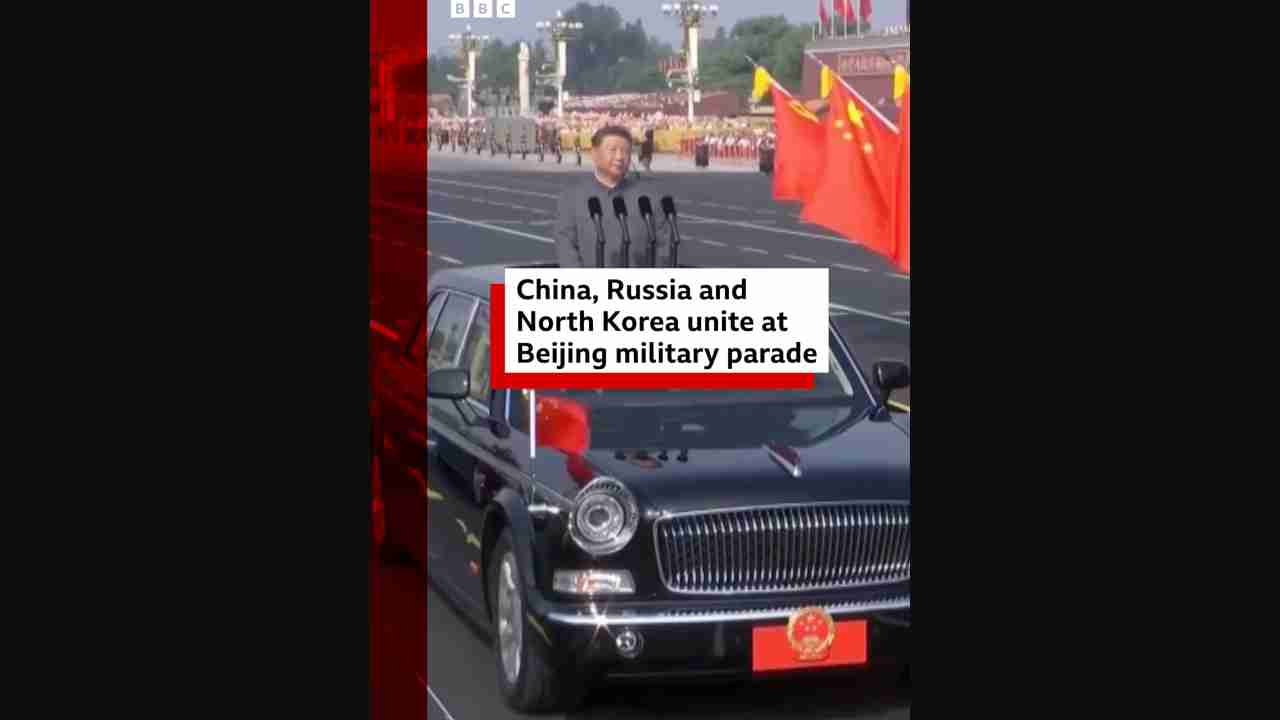 BBC
China, Russia and
North Korea unite at
Beijing military parade